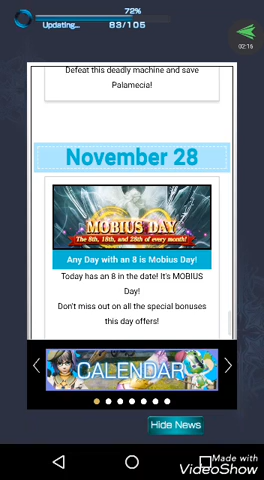 72%
Updating... 83/105
02:16
Defeat this deadly machine and save
Palamecia!
November 28
MOBIUS DAY
The 8th, 18th, and 28th of every month!
Any Day with an 8 is Mobius Day!
Today has an 8 in the date! It's MOBIUS
Day!
Don't miss out on all the special bonuses
this day offers!
CALENDAR
Hide News
Made with
VideoShow